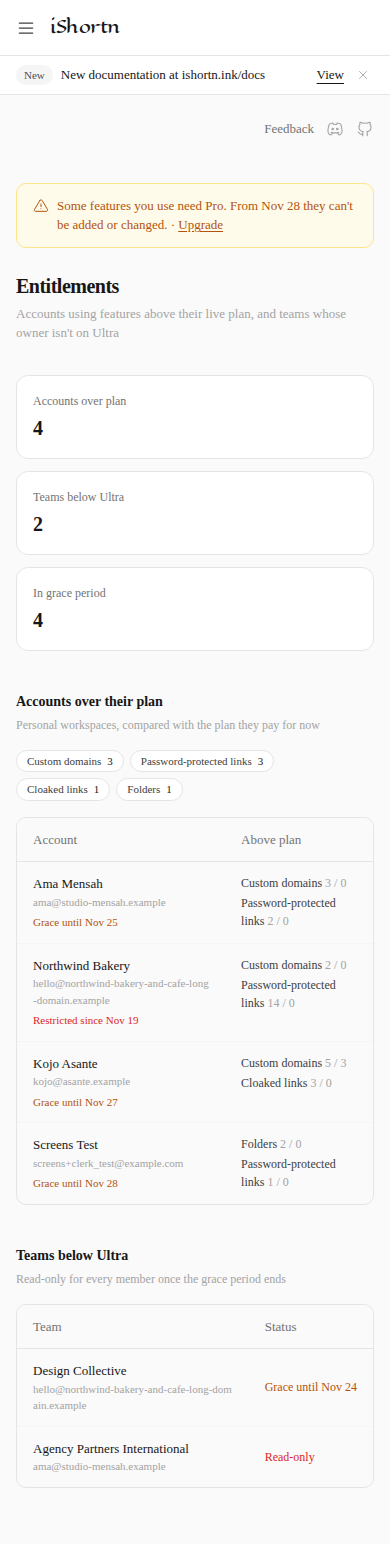 iShortn
New New documentation at ishortn.ink/docs View
Feedback
Some features you use need Pro. From Nov 28 they can't
be added or changed. · Upgrade
Entitlements
Accounts using features above their live plan, and teams whose
owner isn't on Ultra
Accounts over plan
4
Teams below Ultra
2
In grace period
4
Accounts over their plan
Personal workspaces, compared with the plan they pay for now
Custom domains 3 Password-protected links 3
Cloaked links 1 Folders 1
Account Above plan
Ama Mensah Custom domains 3 / 0
ama@studio-mensah.example Password-protected
Grace until Nov 25 links 2 / 0
Northwind Bakery Custom domains 2 / 0
hello@northwind-bakery-and-cafe-long Password-protected
-domain.example links 14 / 0
Restricted since Nov 19
Kojo Asante Custom domains 5 / 3
kojo@asante.example Cloaked links 3 / 0
Grace until Nov 27
Screens Test Folders 2 / 0
screens+clerk_test@example.com Password-protected
Grace until Nov 28 links 1 / 0
Teams below Ultra
Read-only for every member once the grace period ends
Team Status
Design Collective
hello@northwind-bakery-and-cafe-long-dom Grace until Nov 24
ain.example
Agency Partners International Read-only
ama@studio-mensah.example